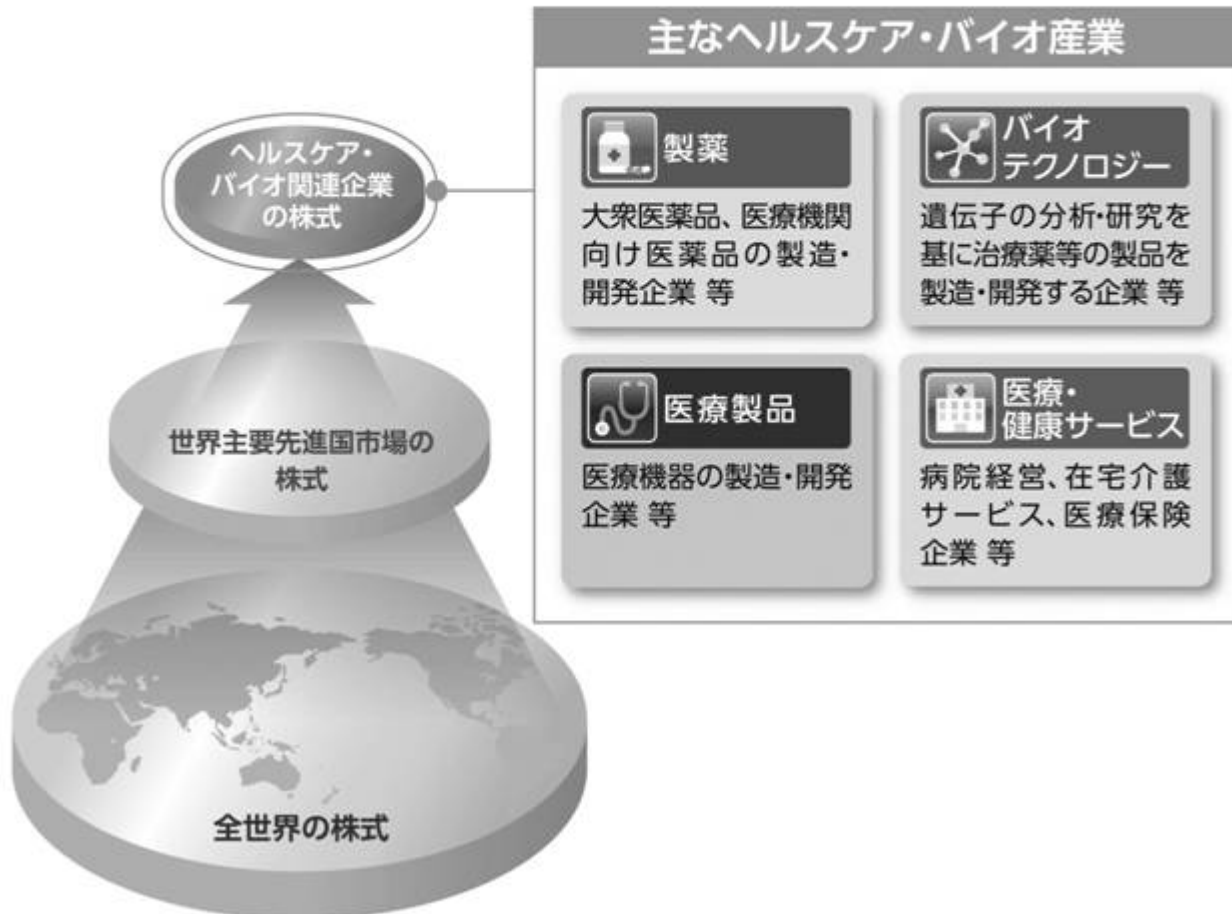 主なヘルスケア・バイオ産業
ヘルスケア・
バイオ関連企業
の株式
世界主要先進国市場の
株式
全世界の株式
製薬
大衆医薬品、医療機関
向け医薬品の製造・
開発企業 等
バイオ
テクノロジー
遺伝子の分析・研究を
基に治療薬等の製品を
製造・開発する企業 等
医療製品
医療機器の製造・開発
企業 等
医療・
健康サービス
病院経営、在宅介護
サービス、医療保険
企業 等